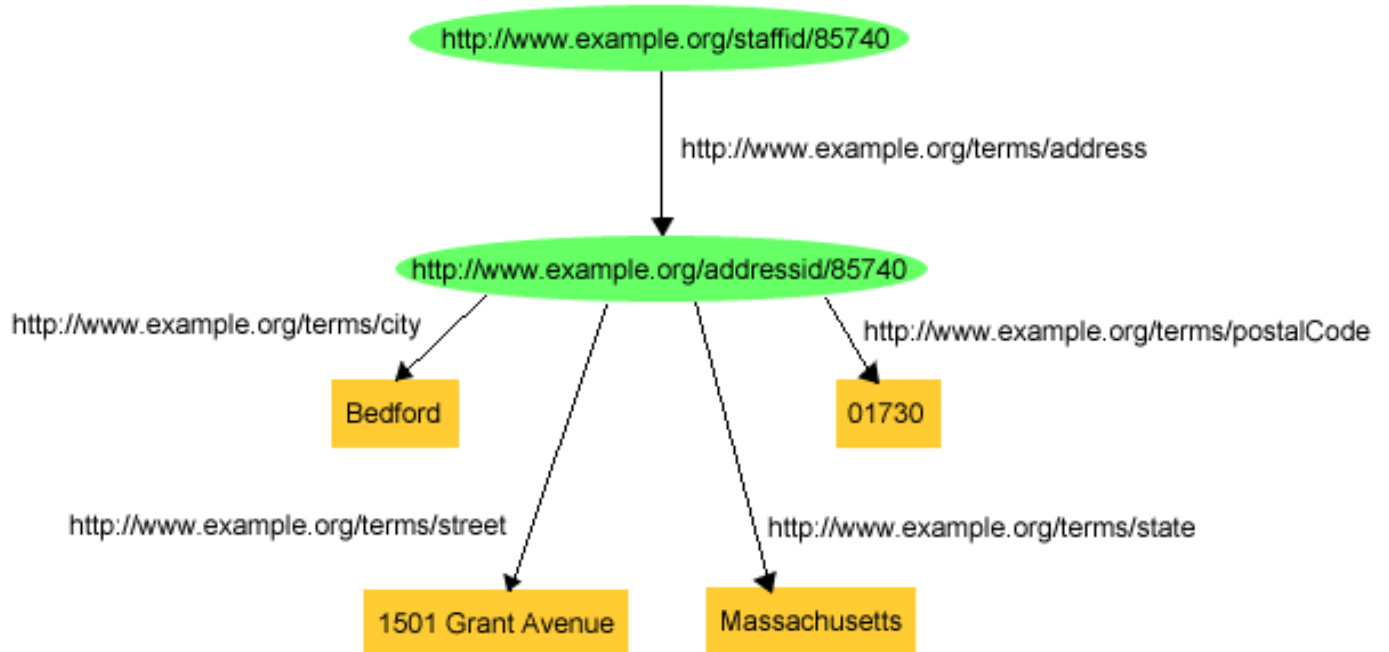 http://www.example.org/staffid/85740
http://www.example.org/terms/address
http://www.example.org/addressid/85740
http://www.example.org/terms/city
http://www.example.org/terms/postalCode
Bedford
01730
http://www.example.org/terms/street
http://www.example.org/terms/state
1501 Grant Avenue
Massachusetts